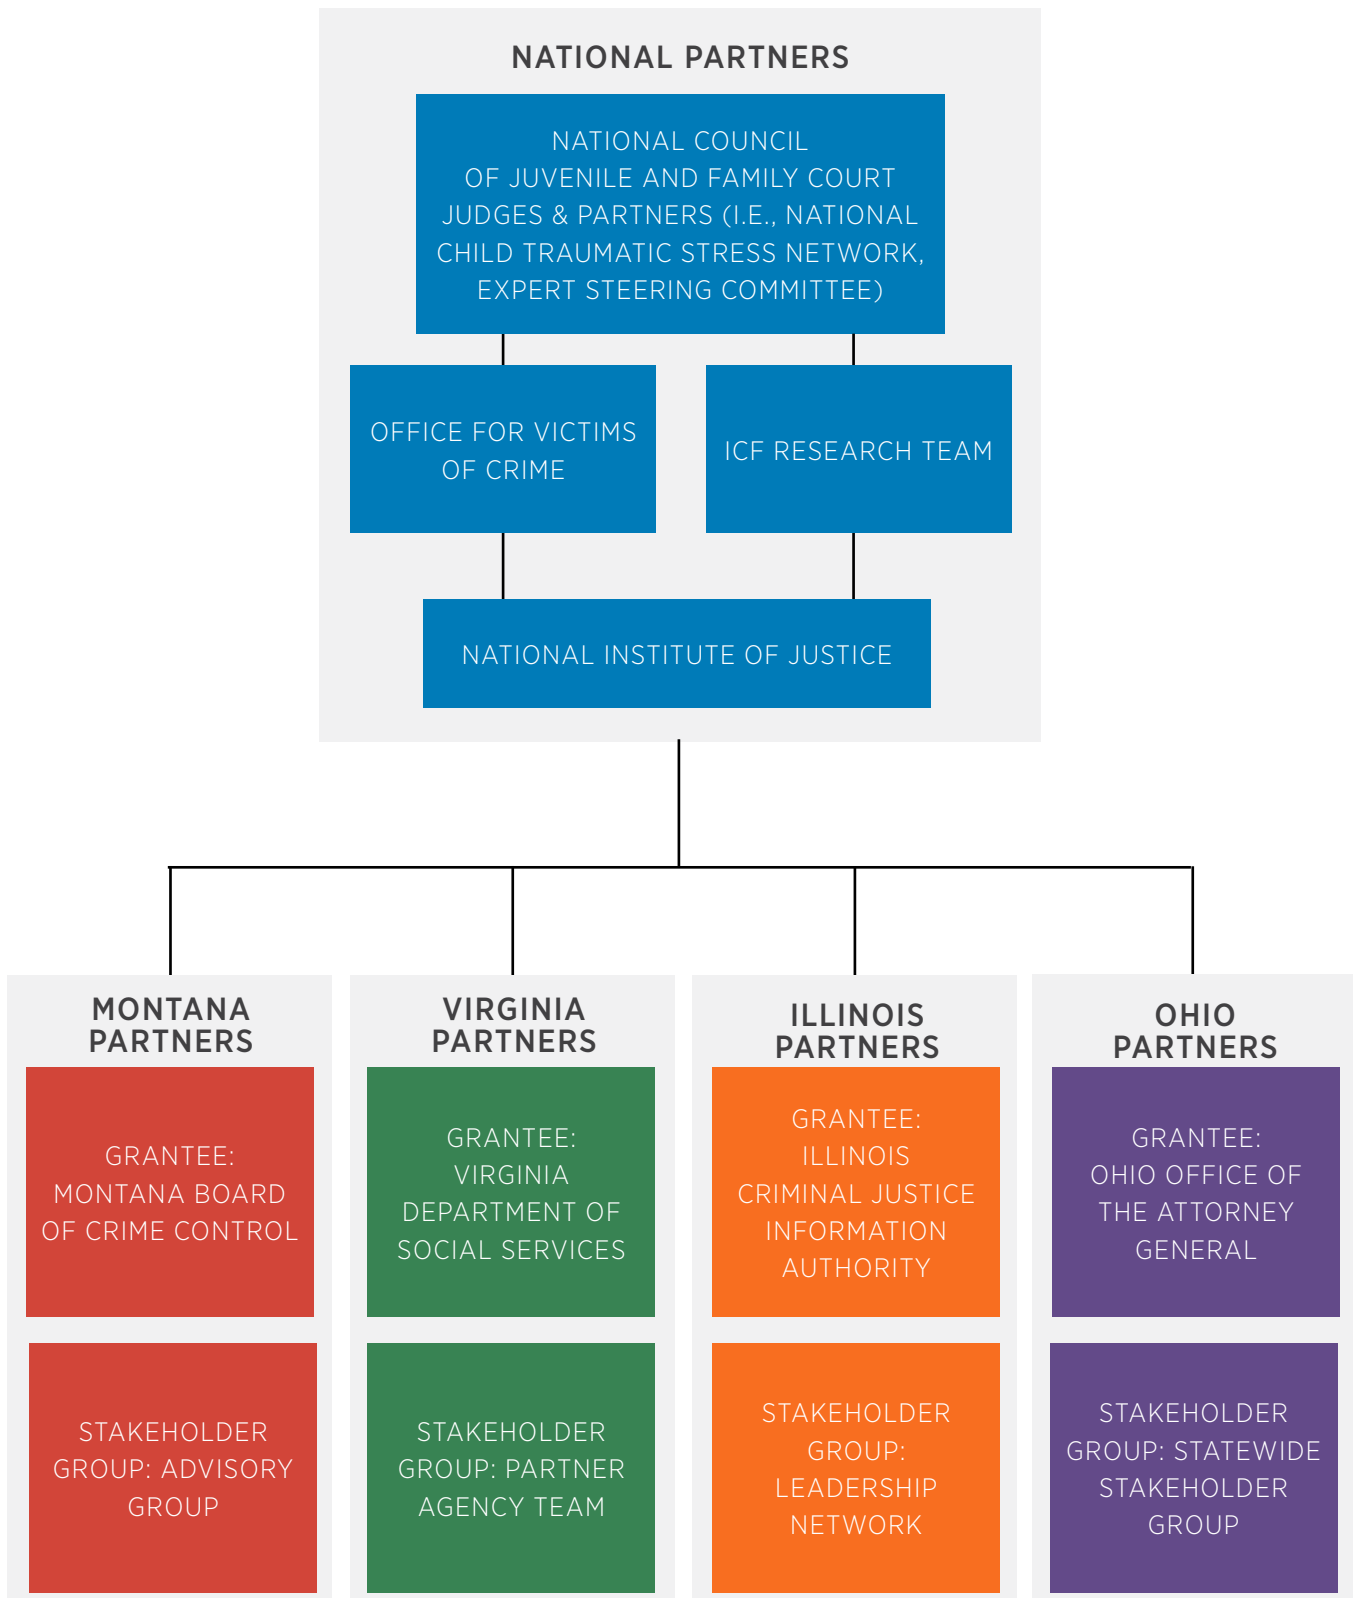 NATIONAL PARTNERS
NATIONAL COUNCIL
OF JUVENILE AND FAMILY COURT
JUDGES & PARTNERS (I.E., NATIONAL
CHILD TRAUMATIC STRESS NETWORK,
EXPERT STEERING COMMITTEE)
OFFICE FOR VICTIMS
OF CRIME
ICF RESEARCH TEAM
NATIONAL INSTITUTE OF JUSTICE
MONTANA
PARTNERS
GRANTEE:
MONTANA BOARD
OF CRIME CONTROL
STAKEHOLDER
GROUP: ADVISORY
GROUP
VIRGINIA
PARTNERS
GRANTEE:
VIRGINIA
DEPARTMENT OF
SOCIAL SERVICES
STAKEHOLDER
GROUP: PARTNER
AGENCY TEAM
ILLINOIS
PARTNERS
GRANTEE:
ILLINOIS
CRIMINAL JUSTICE
INFORMATION
AUTHORITY
STAKEHOLDER
GROUP:
LEADERSHIP
NETWORK
OHIO
PARTNERS
GRANTEE:
OHIO OFFICE OF
THE ATTORNEY
GENERAL
STAKEHOLDER
GROUP: STATEWIDE
STAKEHOLDER
GROUP